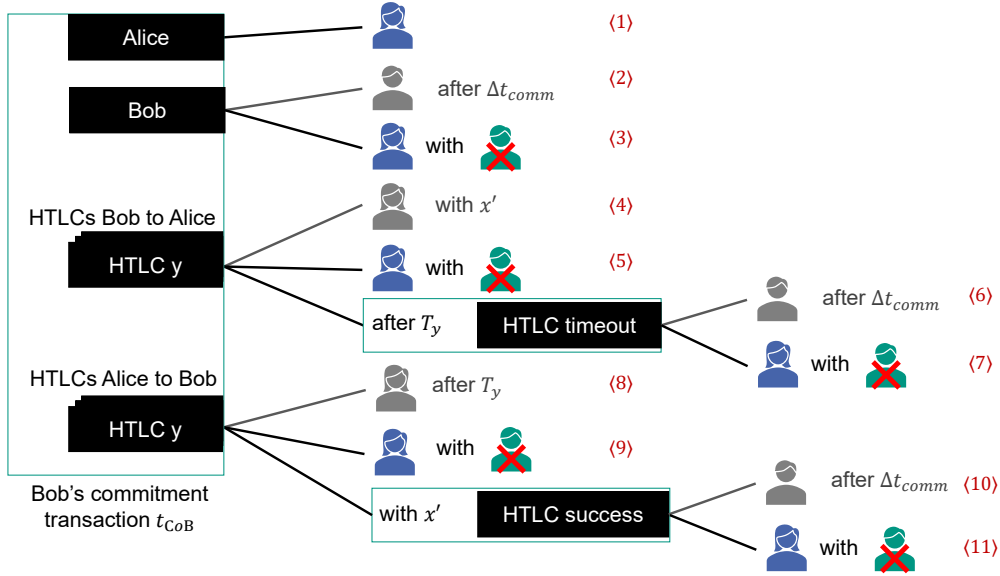 Alice
⟨1⟩
Bob
after Δt_comm
⟨2⟩
with
⟨3⟩
HTLCs Bob to Alice
HTLC y
with x′
⟨4⟩
with
⟨5⟩
after T_y
HTLC timeout
after Δt_comm
⟨6⟩
with
⟨7⟩
HTLCs Alice to Bob
HTLC y
after T_y
⟨8⟩
with
⟨9⟩
with x′
HTLC success
after Δt_comm
⟨10⟩
with
⟨11⟩
Bob's commitment
transaction t_CoB